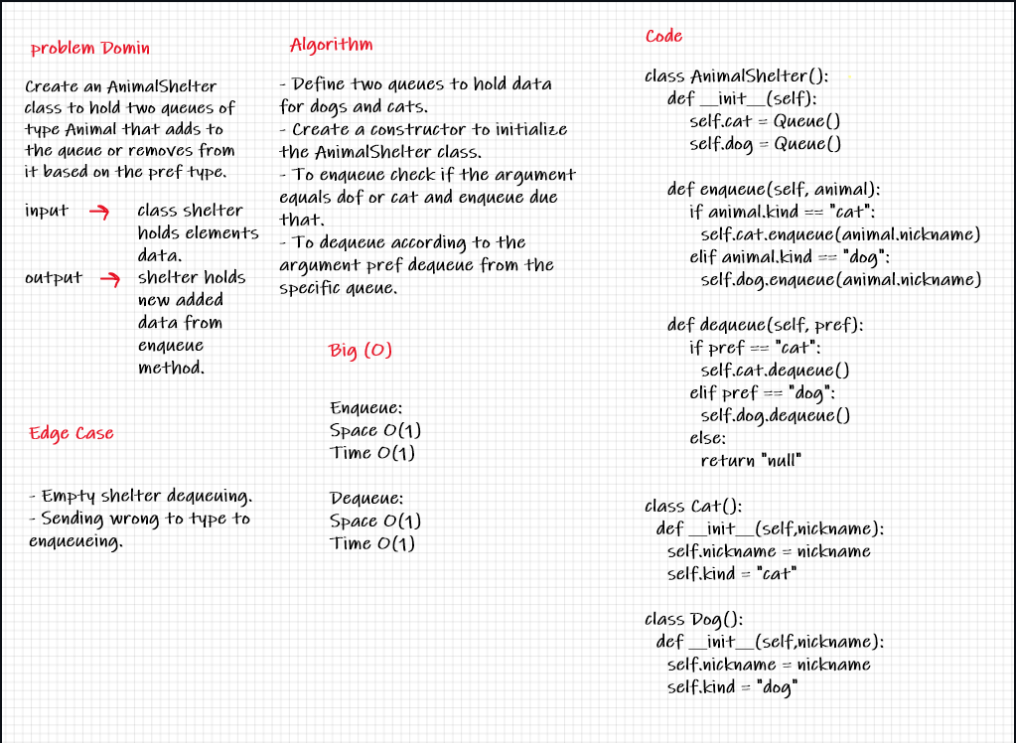 problem Domin
Create an AnimalShelter
class to hold two queues of
type Animal that adds to
the queue or removes from
it based on the pref type.
input → class shelter
holds elements
data.
output → shelter holds
new added
data from
enqueue
method.
Edge Case
- Empty shelter dequeuing.
- Sending wrong to type to
enqueueing.
Algorithm
- Define two queues to hold data
for dogs and cats.
- Create a constructor to initialize
the AnimalShelter class.
- To enqueue check if the argument
equals dof or cat and enqueue due
that.
- To dequeue according to the
argument pref dequeue from the
specific queue.
Big (O)
Enqueue:
Space O(1)
Time O(1)
Dequeue:
Space O(1)
Time O(1)
Code
class AnimalShelter():
def __init__(self):
self.cat = Queue()
self.dog = Queue()
def enqueue(self, animal):
if animal.kind == "cat":
self.cat.enqueue(animal.nickname)
elif animal.kind == "dog":
self.dog.enqueue(animal.nickname)
def dequeue(self, pref):
if pref == "cat":
self.cat.dequeue()
elif pref == "dog":
self.dog.dequeue()
else:
return "null"
class Cat():
def __init__(self,nickname):
self.nickname = nickname
self.kind = "cat"
class Dog():
def __init__(self,nickname):
self.nickname = nickname
self.kind = "dog"